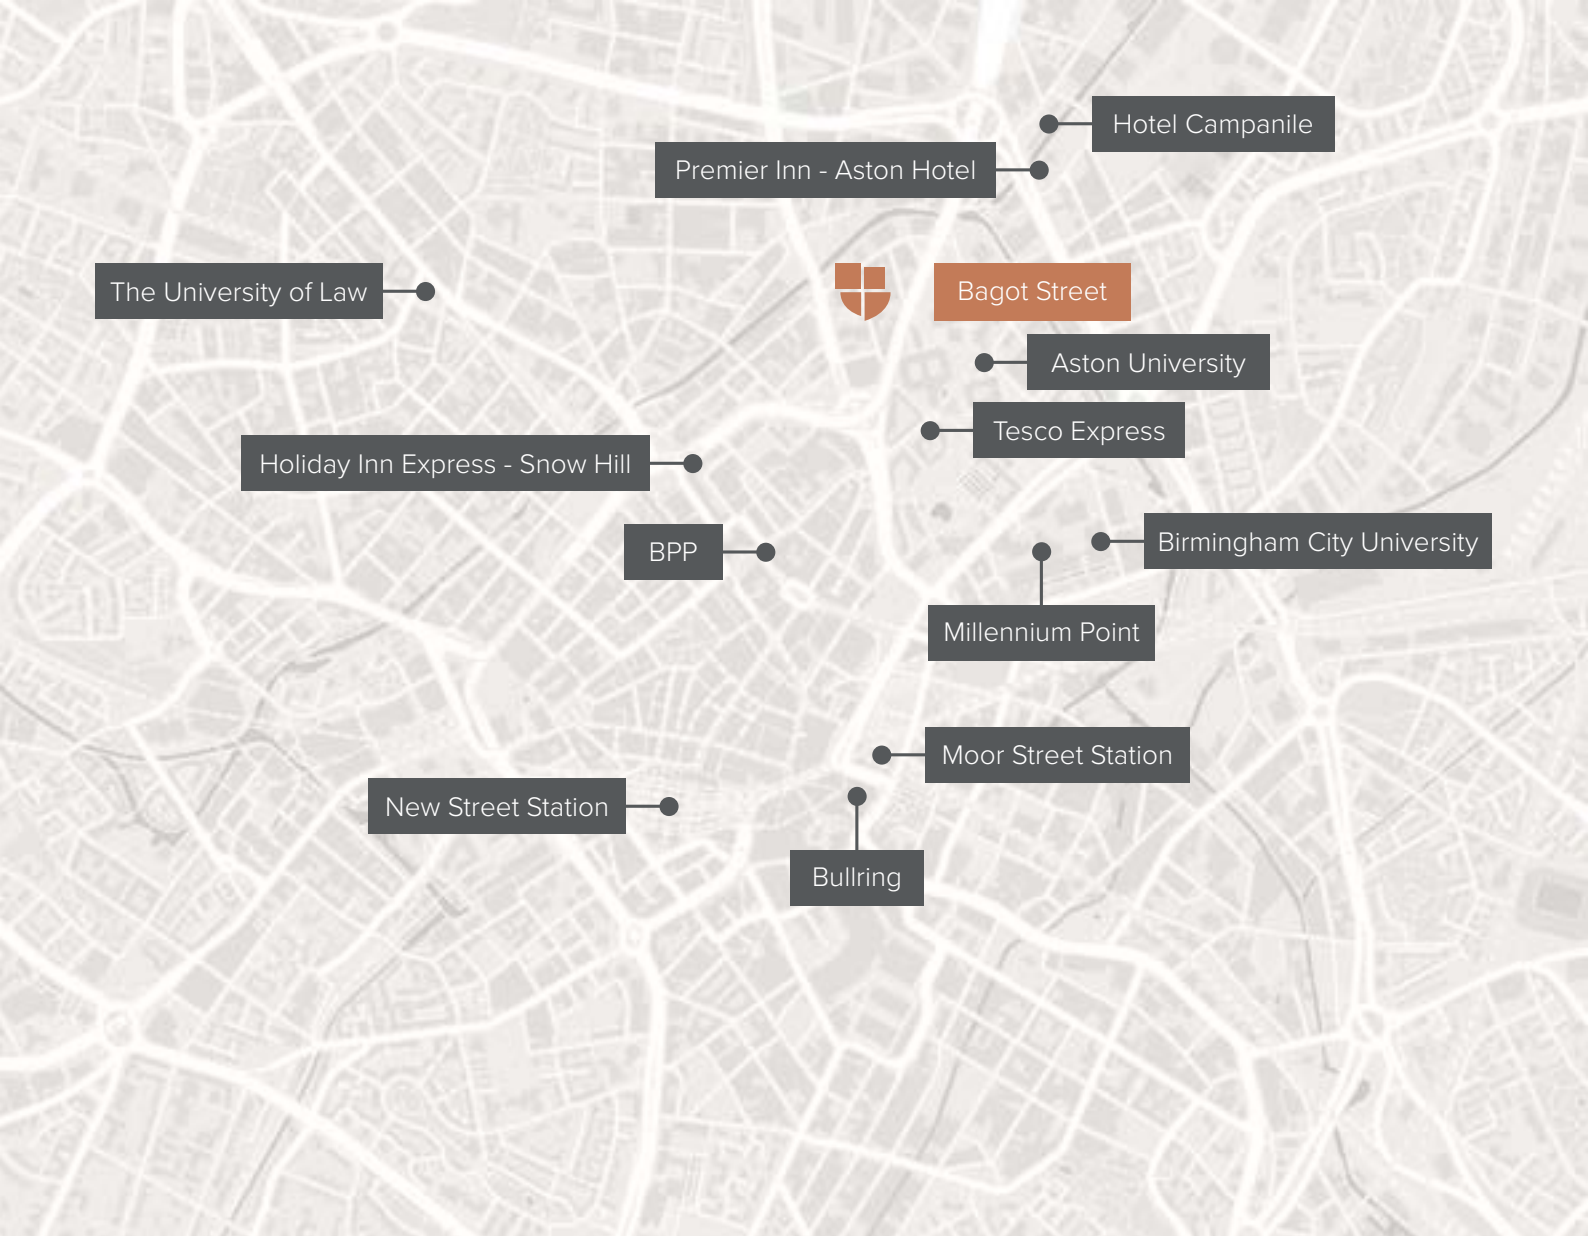 Hotel Campanile
Premier Inn - Aston Hotel
The University of Law
Bagot Street
Aston University
Tesco Express
Holiday Inn Express - Snow Hill
BPP
Birmingham City University
Millennium Point
Moor Street Station
New Street Station
Bullring